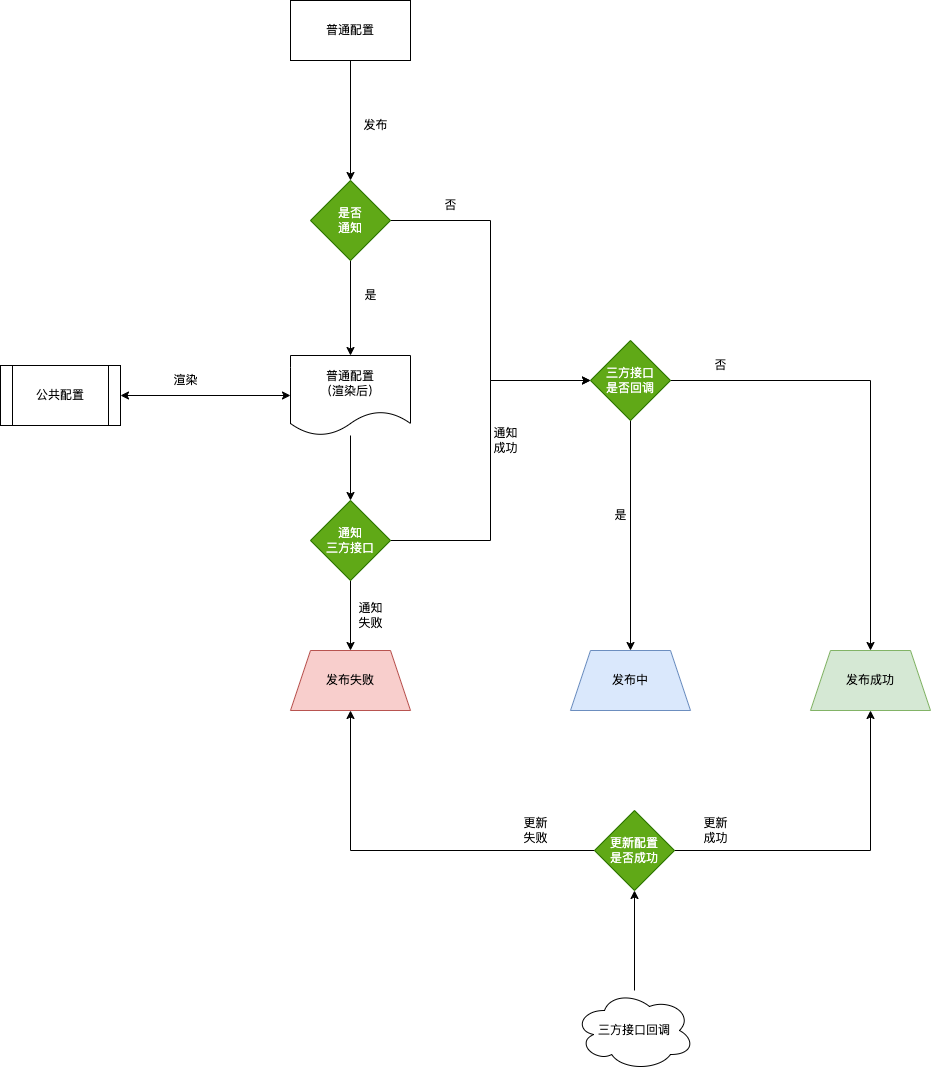 普通配置
发布
是否
通知
否
是
普通配置
(渲染后)
公共配置
渲染
三方接口
是否回调
否
通知
成功
是
通知
三方接口
通知
失败
发布失败
发布中
发布成功
更新
失败
更新配置
是否成功
更新
成功
三方接口回调